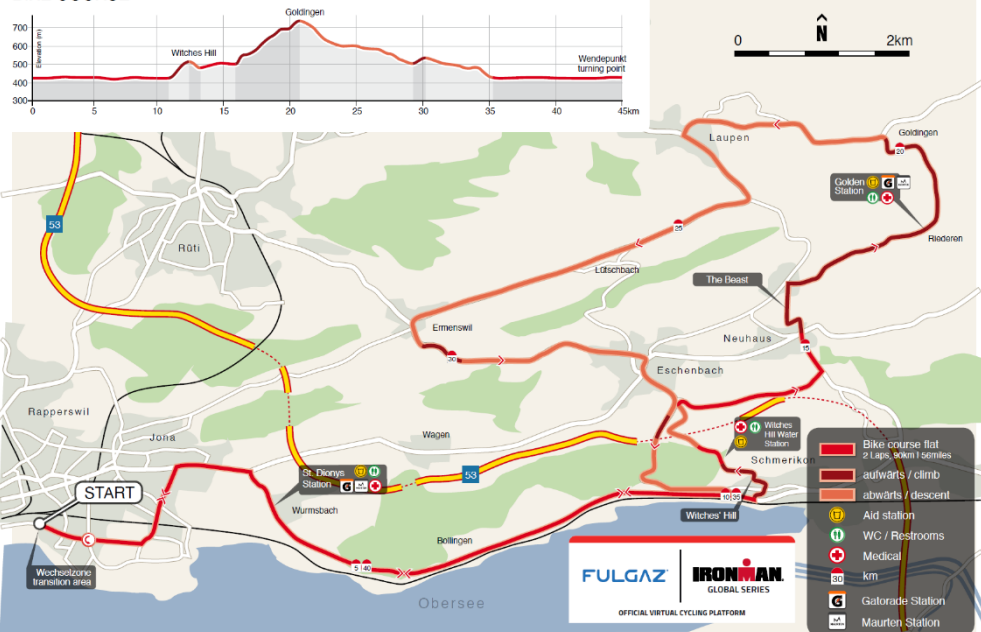 Goldingen
700
600
500
400
300
Elevation (m)
Witches Hill
Wendepunkt
turning point
0
5
10
15
20
25
30
35
40
45km
N
0
2km
Laupen
Goldingen
20
Golden
Station
G
Riederen
53
Rüti
25
Lütschbach
The Beast
Ermenswil
30
Neuhaus
15
Eschenbach
Rapperswil
Jona
Wagen
Witches
Hill Water
Station
Schmerikon
START
St. Dionys
Station
G
53
Wurmsbach
10|35
Witches' Hill
Bollingen
Wechselzone
transition area
5|40
Obersee
FULGAZ
IRONMAN
GLOBAL SERIES
OFFICIAL VIRTUAL CYCLING PLATFORM
Bike course flat
2 Laps, 90km | 56miles
aufwärts / climb
abwärts / descent
Aid station
WC / Restrooms
Medical
30
km
G
Gatorade Station
Maurten Station